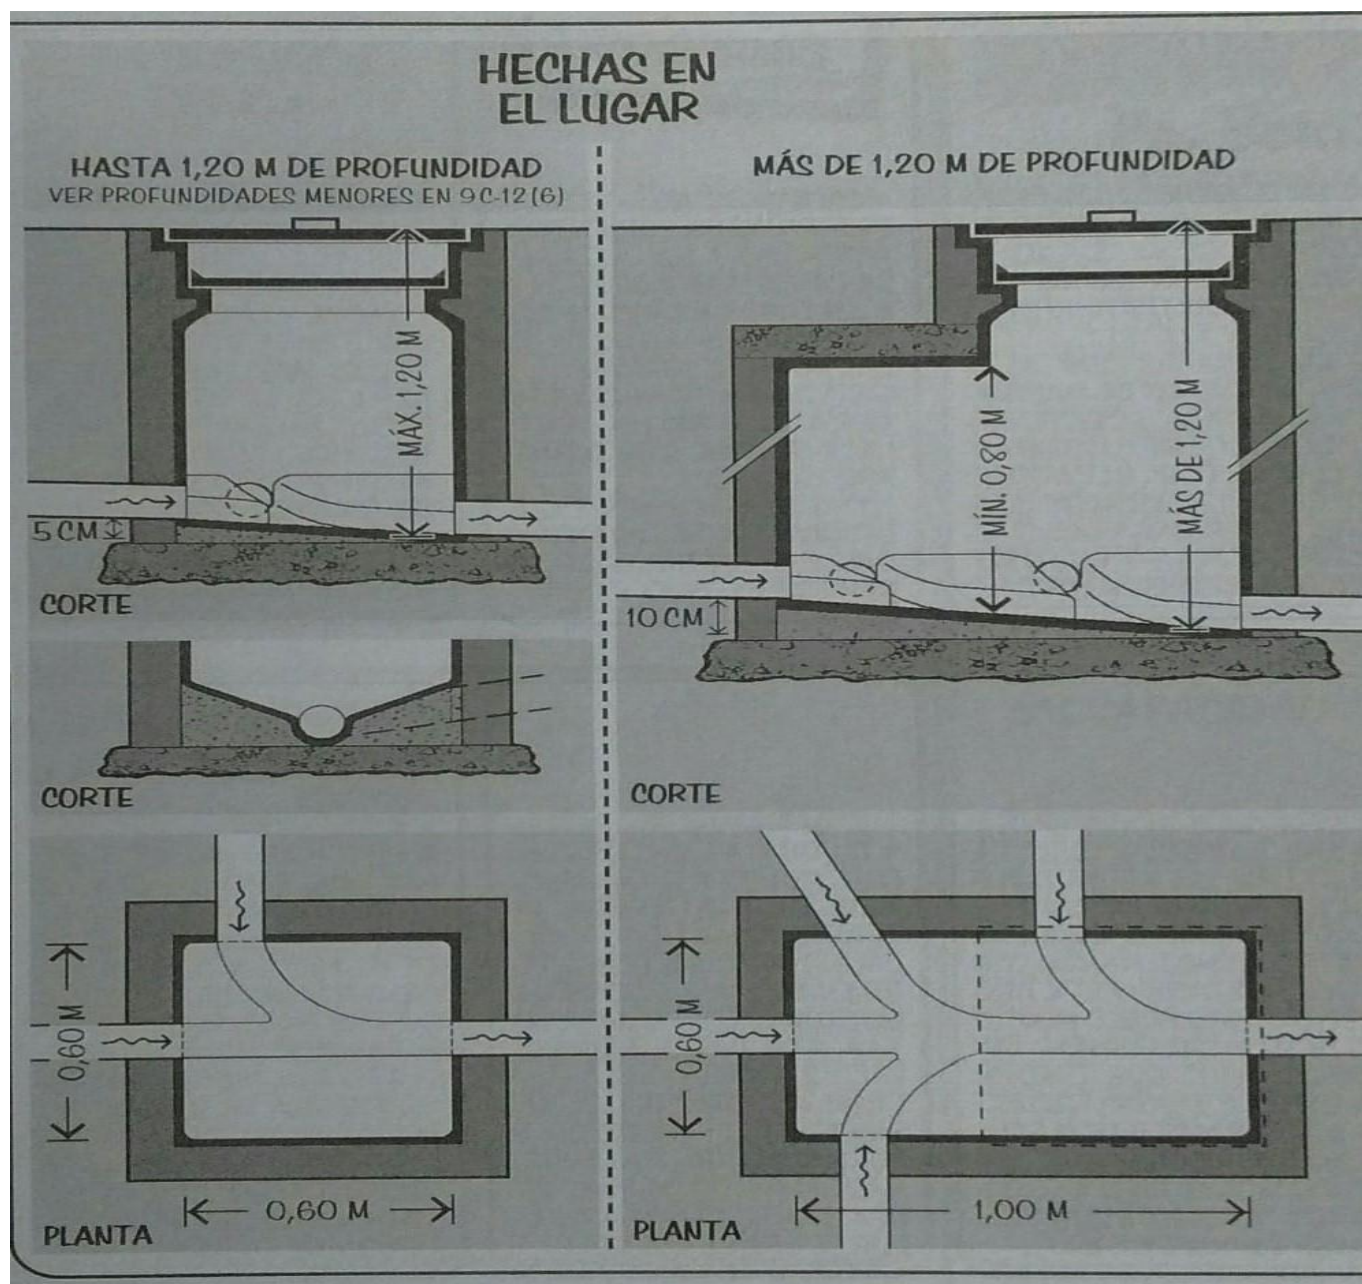 HECHAS EN
EL LUGAR
HASTA 1,20 M DE PROFUNDIDAD
VER PROFUNDIDADES MENORES EN 9C-12(6)
MÁX. 1,20 M
5 CM
CORTE
CORTE
0,60 M
0,60 M
PLANTA
MÁS DE 1,20 M DE PROFUNDIDAD
MÍN. 0,80 M
MÁS DE 1,20 M
10 CM
CORTE
0,60 M
1,00 M
PLANTA